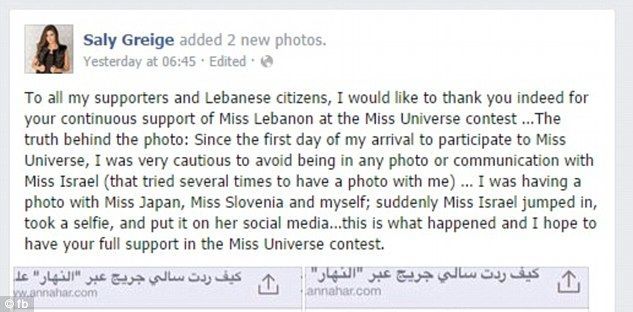 Saly Greige added 2 new photos.
Yesterday at 06:45 · Edited ·
To all my supporters and Lebanese citizens, I would like to thank you indeed for
your continuous support of Miss Lebanon at the Miss Universe contest ...The
truth behind the photo: Since the first day of my arrival to participate to Miss
Universe, I was very cautious to avoid being in any photo or communication with
Miss Israel (that tried several times to have a photo with me) ... I was having a
photo with Miss Japan, Miss Slovenia and myself; suddenly Miss Israel jumped in,
took a selfie, and put it on her social media...this is what happened and I hope to
have your full support in the Miss Universe contest.
كيف ردت سالي جريج عبر "النهار" عل
ww.annahar.com
كيف ردت سالي جريج عبر "النهار"
.annahar.com
© fb